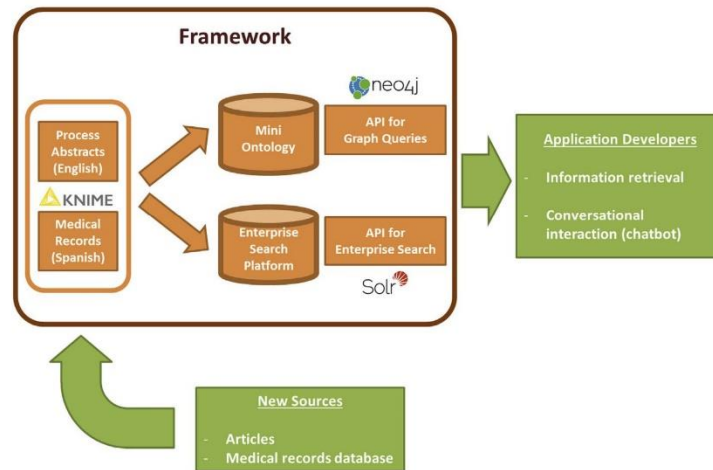 Framework
neo4j
Process
Abstracts
(English)
KNIME
Medical
Records
(Spanish)
Mini
Ontology
API for
Graph Queries
Enterprise
Search
Platform
API for
Enterprise Search
Solr
Application Developers
- Information retrieval
- Conversational
interaction (chatbot)
New Sources
- Articles
- Medical records database